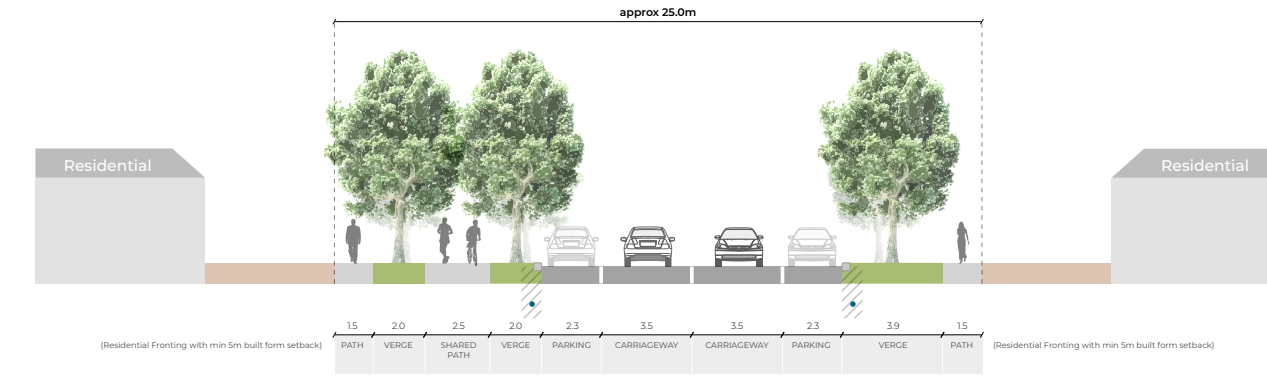 approx 25.0m
Residential
Residential
1.5
2.0
2.5
2.0
2.3
3.5
3.5
2.3
3.9
1.5
(Residential Fronting with min 5m built form setback)
PATH
VERGE
SHARED
PATH
VERGE
PARKING
CARRIAGEWAY
CARRIAGEWAY
PARKING
VERGE
PATH
(Residential Fronting with min 5m built form setback)